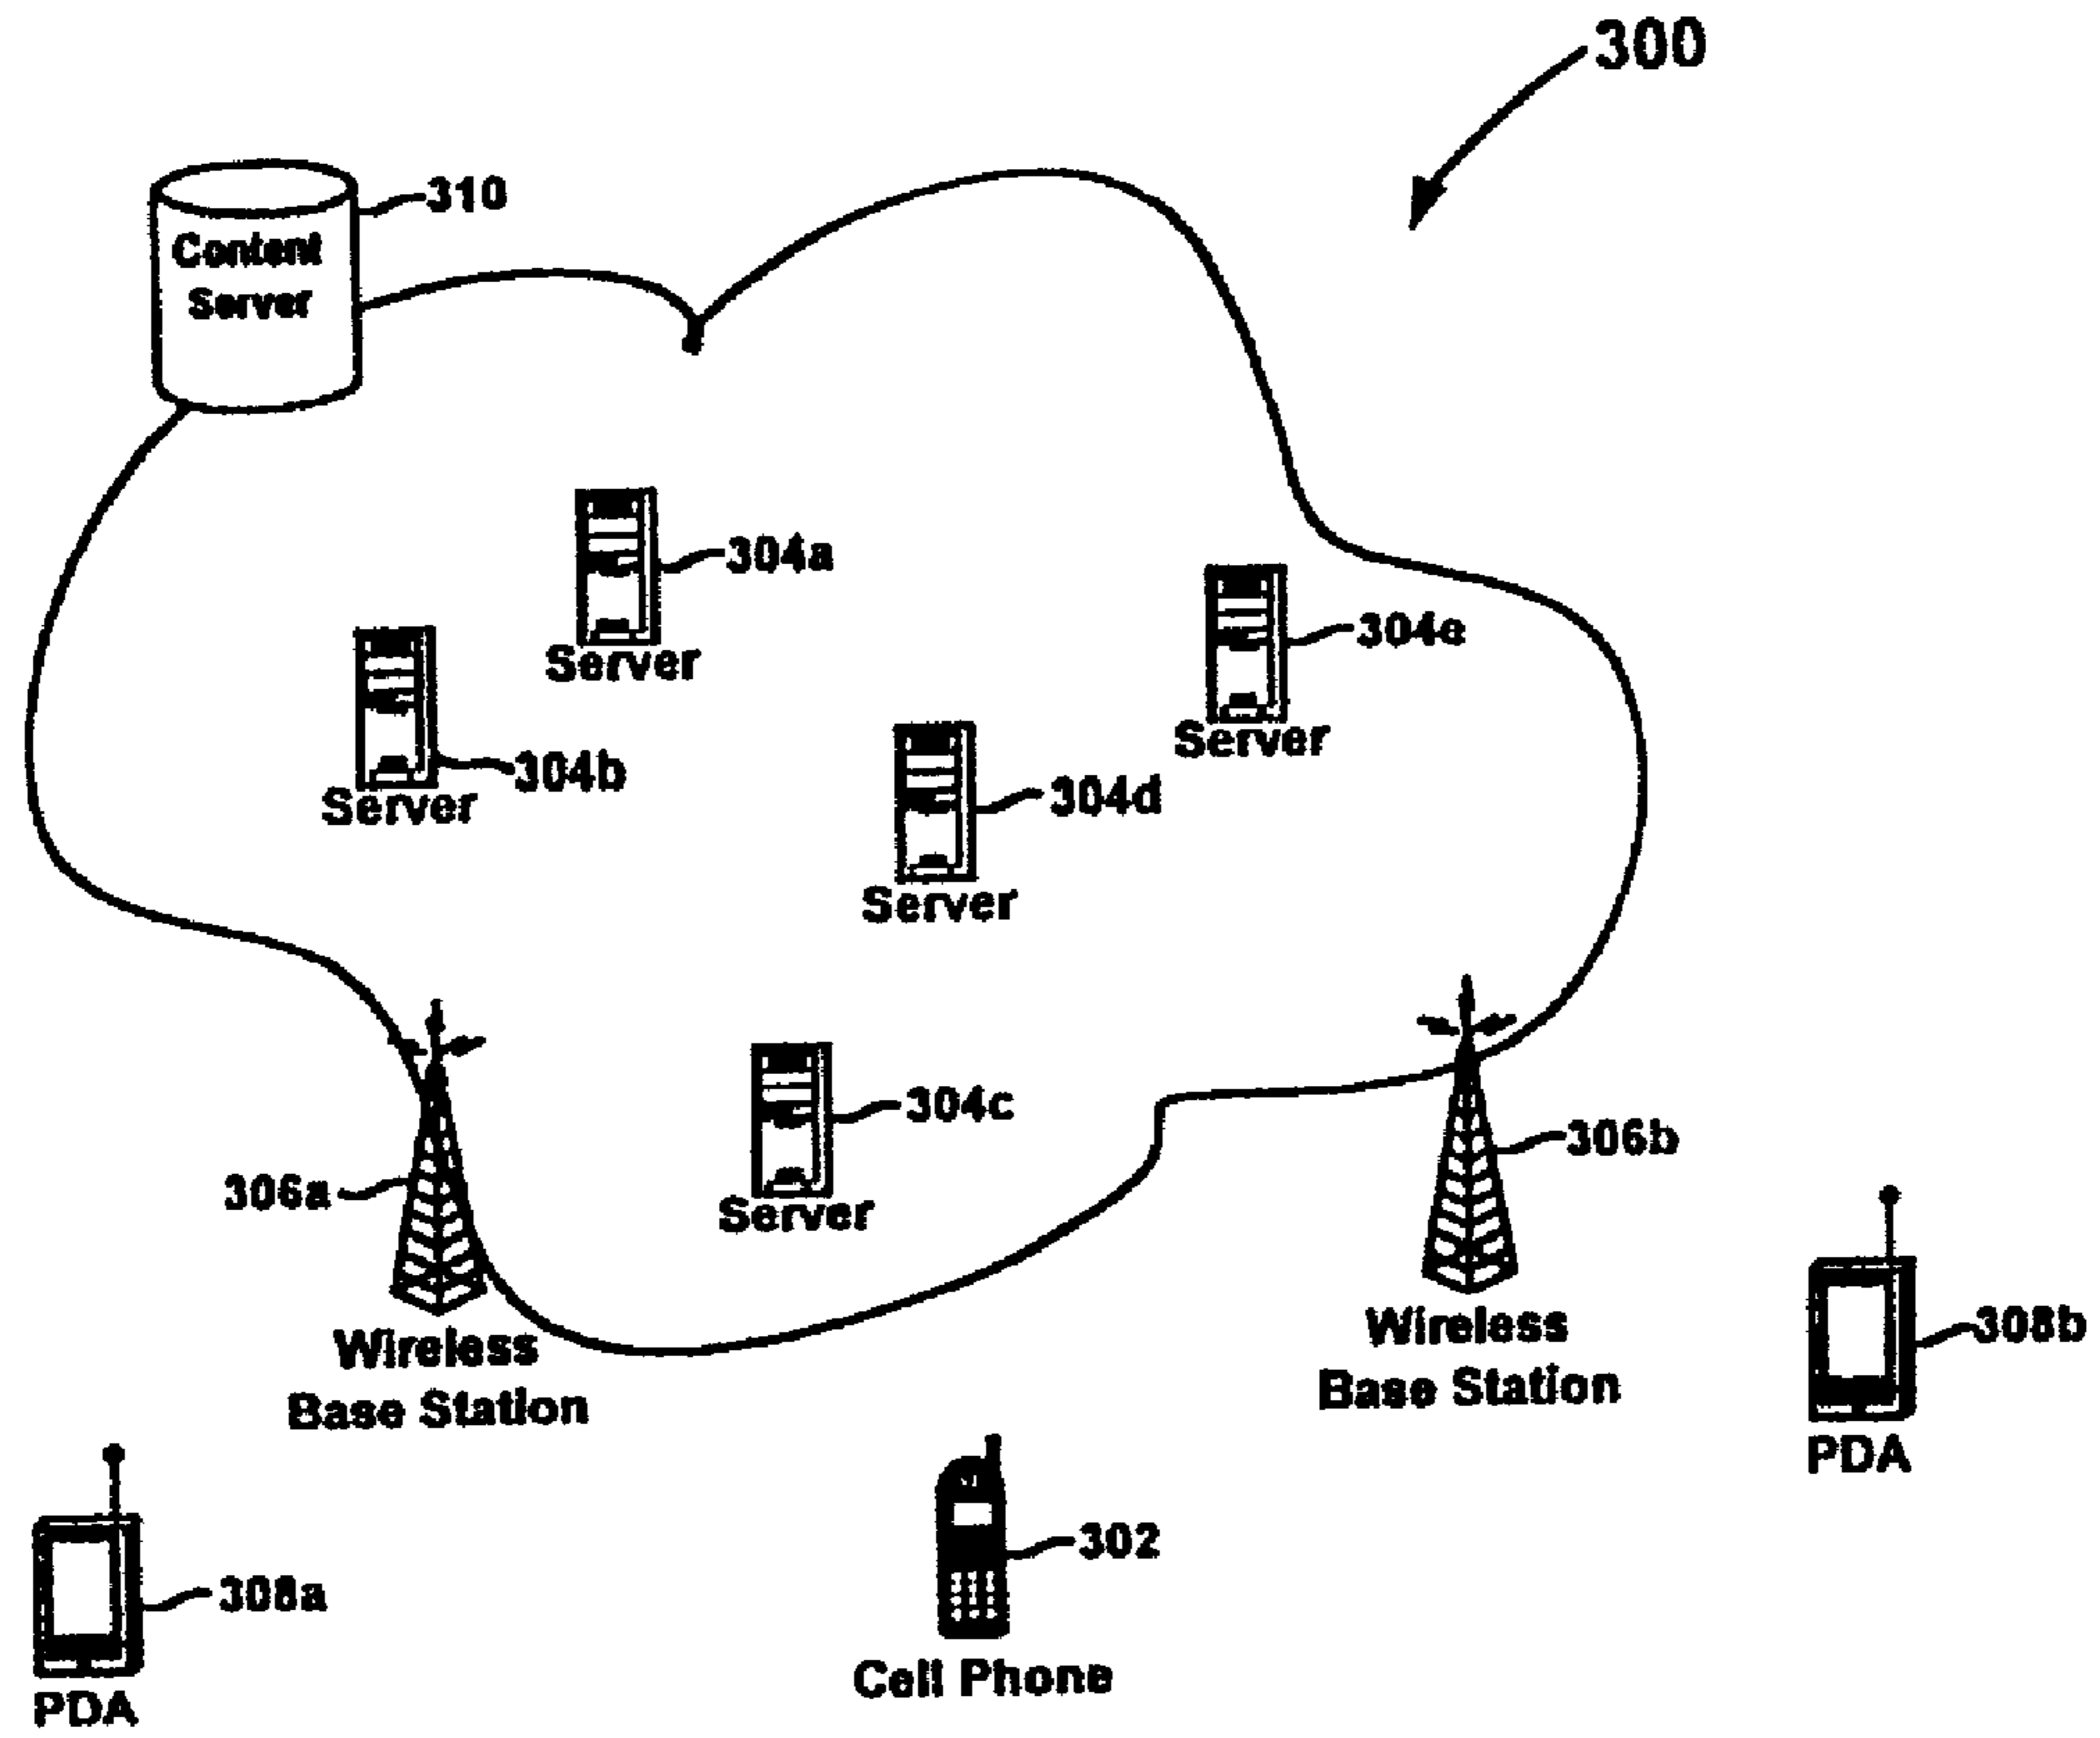 300
310
Content
Server
304a
Server
304e
Server
304b
Server
304d
Server
304c
Server
306a
Wireless
Base Station
306b
Wireless
Base Station
308b
PDA
302
Cell Phone
308a
PDA